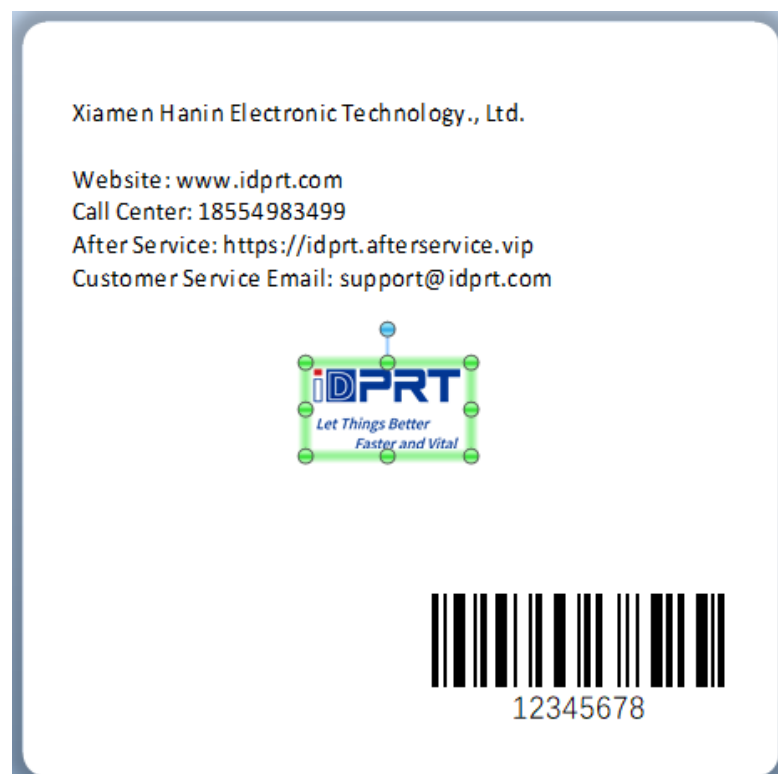 Xiamen Hanin Electronic Technology., Ltd.
Website: www.idprt.com
Call Center: 18554983499
After Service: https://idprt.afterservice.vip
Customer Service Email: support@idprt.com
iDPRT
Let Things Better
Faster and Vital
12345678